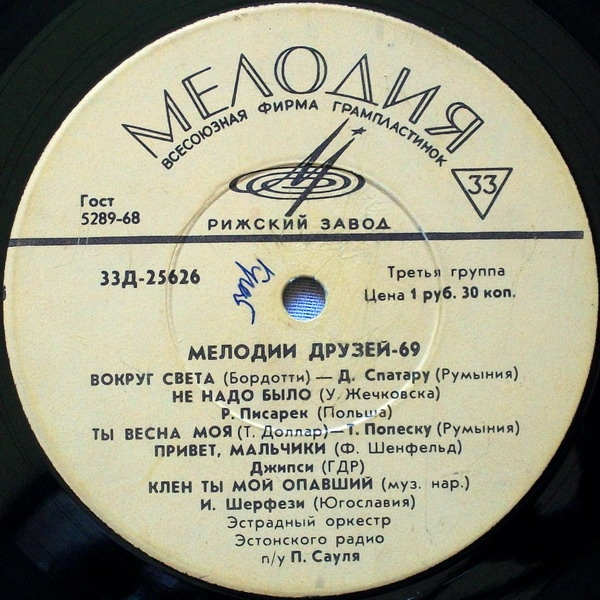 МЕЛОДИЯ
ВСЕСОЮЗНАЯ ФИРМА ГРАМПЛАСТИНОК
33
Гост
5289-68
РИЖСКИЙ ЗАВОД
33Д-25626
Третья группа
Цена 1 руб. 30 коп.
МЕЛОДИИ ДРУЗЕЙ-69
ВОКРУГ СВЕТА (Бордотти) — Д. Спатару (Румыния)
НЕ НАДО БЫЛО (У. Жечковска)
Р. Писарек (Польша)
ТЫ ВЕСНА МОЯ (Т. Доллар) — Т. Попеску (Румыния)
ПРИВЕТ, МАЛЬЧИКИ (Ф. Шенфельд)
Джипси (ГДР)
КЛЕН ТЫ МОЙ ОПАВШИЙ (муз. нар.)
И. Шерфези (Югославия)
Эстрадный оркестр
Эстонского радио
п/у П. Сауля